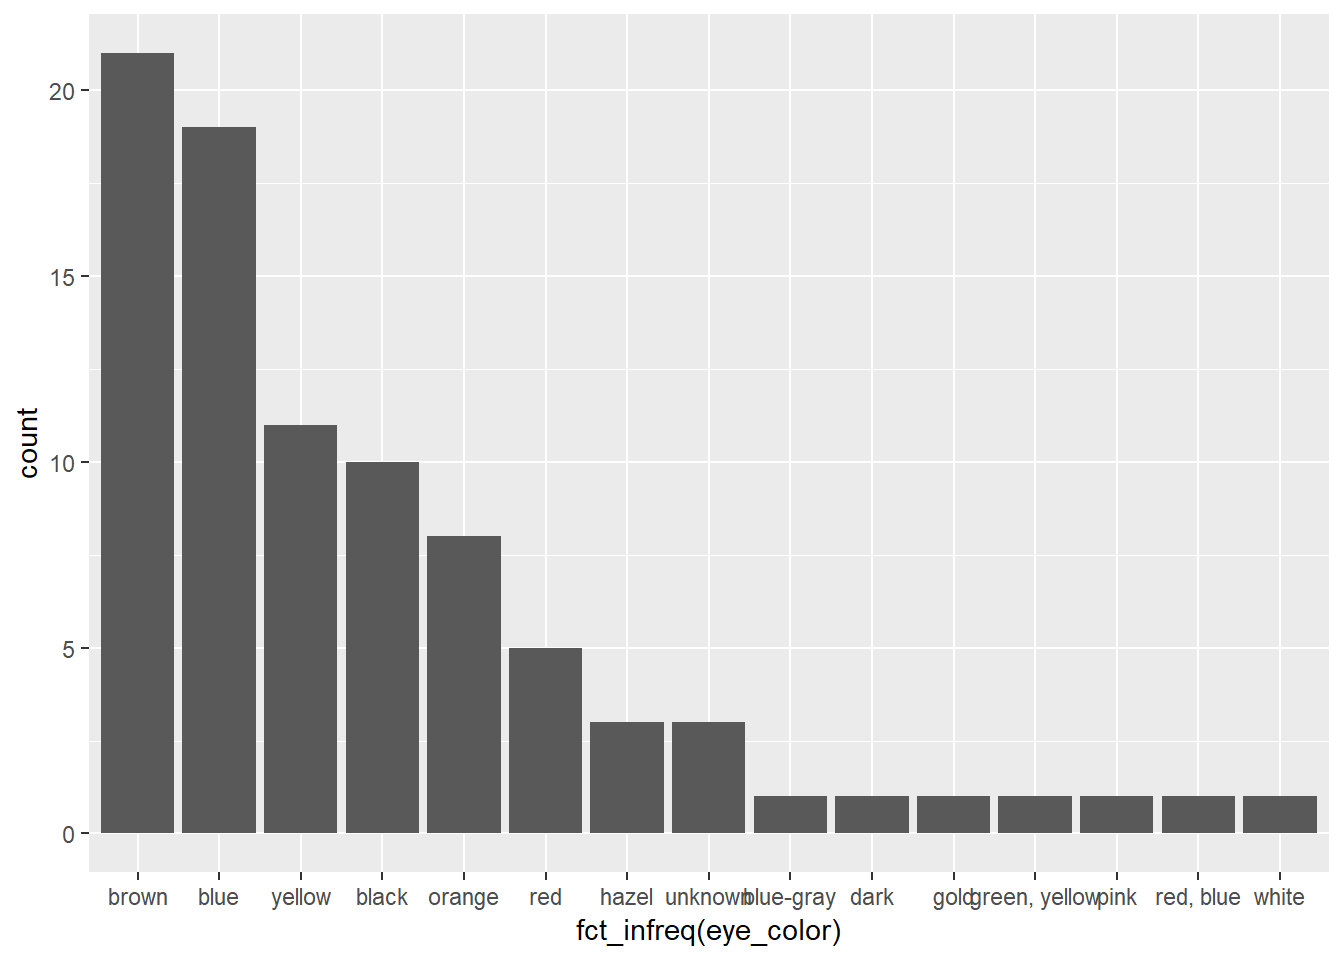 count
20
15
10
5
0
brown blue yellow black orange red hazel unknown blue-gray dark gold green, yellow pink red, blue white
fct_infreq(eye_color)